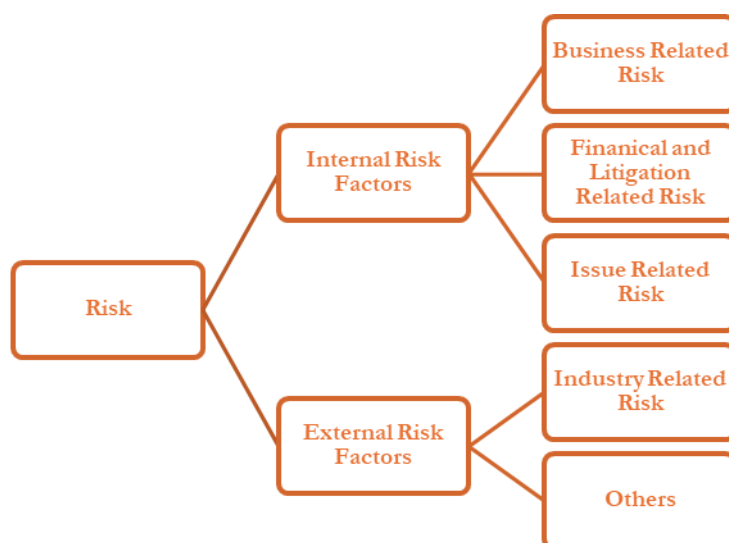 Business Related
Risk
Internal Risk
Factors
Finanical and
Litigation
Related Risk
Issue Related
Risk
Risk
Industry Related
Risk
External Risk
Factors
Others